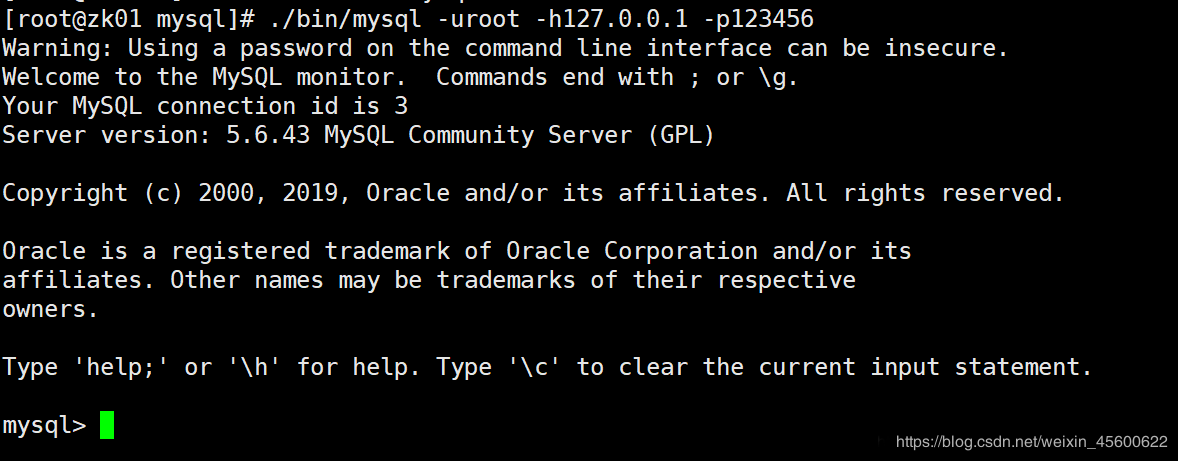 [root@zk01 mysql]# ./bin/mysql -uroot -h127.0.0.1 -p123456
Warning: Using a password on the command line interface can be insecure.
Welcome to the MySQL monitor.  Commands end with ; or \g.
Your MySQL connection id is 3
Server version: 5.6.43 MySQL Community Server (GPL)
Copyright (c) 2000, 2019, Oracle and/or its affiliates. All rights reserved.
Oracle is a registered trademark of Oracle Corporation and/or its
affiliates. Other names may be trademarks of their respective
owners.
Type 'help;' or '\h' for help. Type '\c' to clear the current input statement.
mysql>
https://blog.csdn.net/weixin_45600622